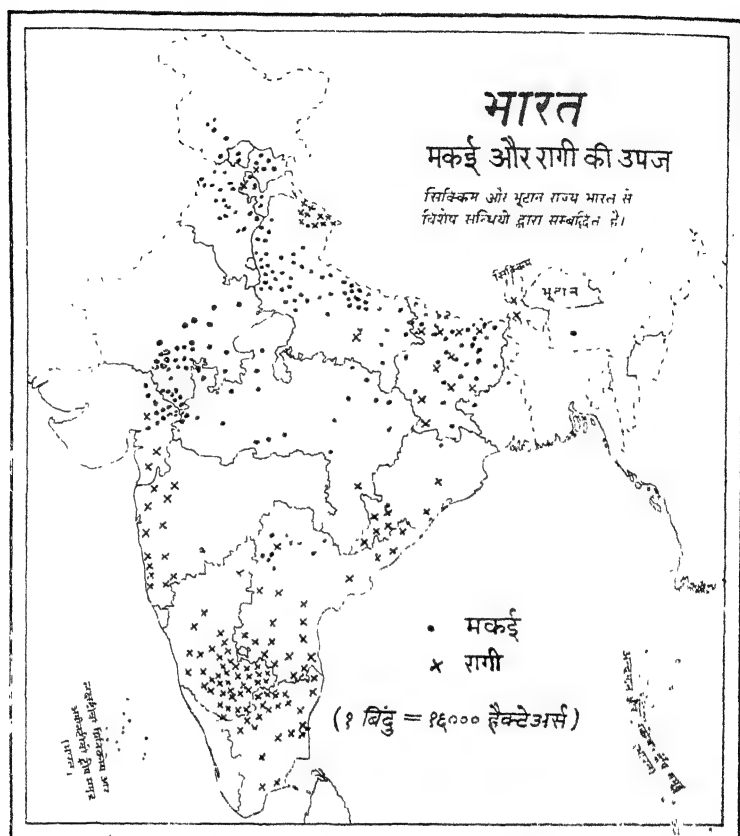 भारत
मकई और रागी की उपज
सिक्किम और भूटान राज्य भारत से
विशेष सन्धियो द्वारा सम्बद्धित है।
सिक्किम
भूटान
• मकई
x रागी
(१ बिंदु = १६००० हैक्टेअर्स)